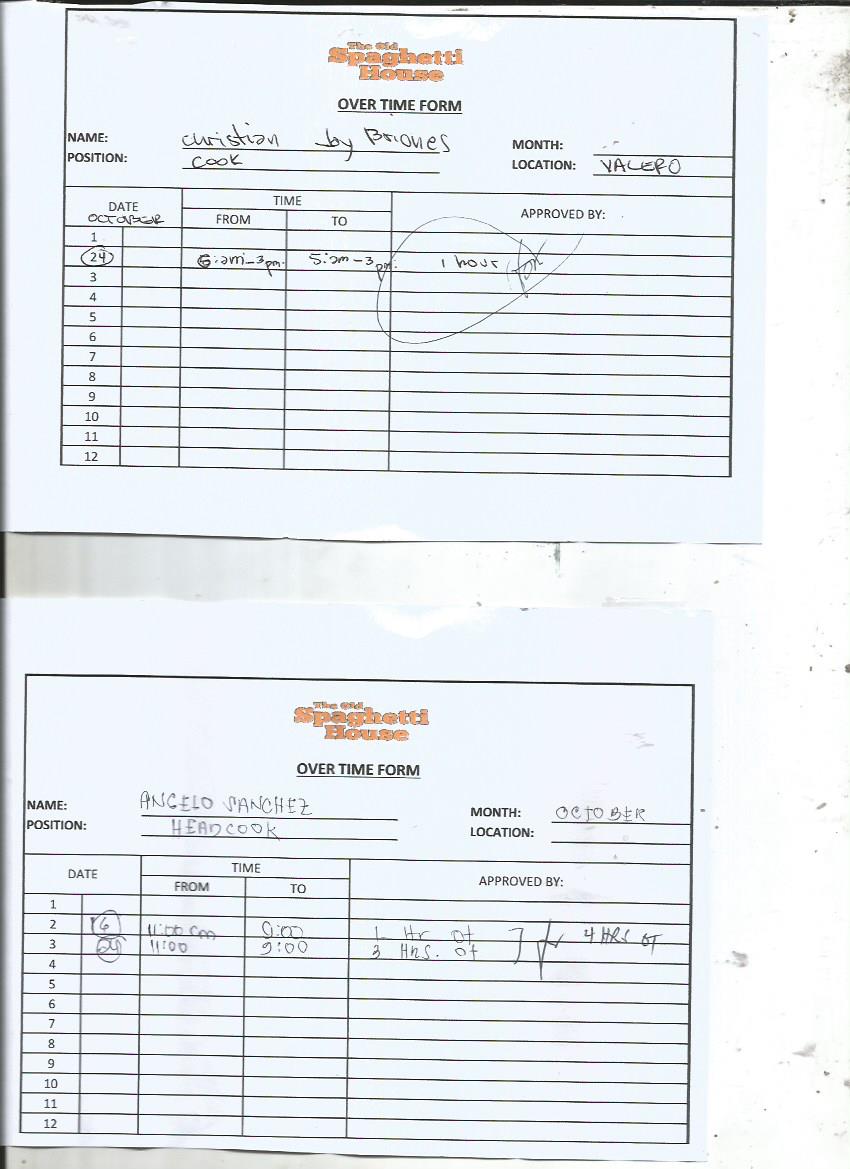 The Old
Spaghetti
House
OVER TIME FORM
NAME: Christian Joy Briones MONTH:
POSITION: COOK LOCATION: VALERO
DATE TIME APPROVED BY:
OCTOBER FROM TO
1
24 6:am-3pm. 5:am-3pm. 1 hour
3
4
5
6
7
8
9
10
11
12
The Old
Spaghetti
House
OVER TIME FORM
NAME: ANGELO SANCHEZ MONTH: OCTOBER
POSITION: HEAD COOK LOCATION:
DATE TIME APPROVED BY:
FROM TO
1
2 16 11:00 9:00 1 Hr Ot 4 HRS OT
3 24 11:00 9:00 3 Hrs. Ot
4
5
6
7
8
9
10
11
12